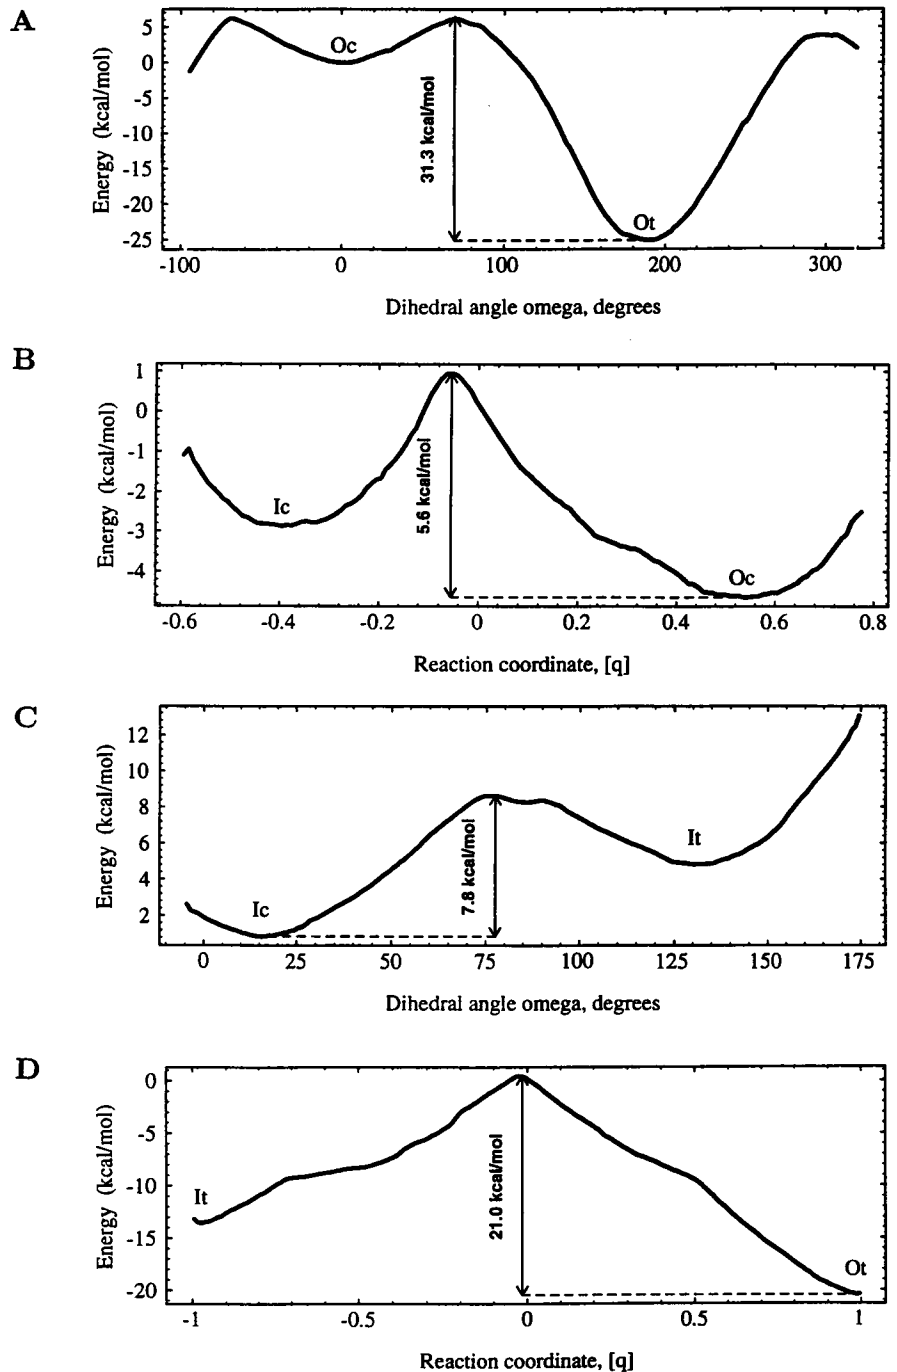 A
Energy (kcal/mol)
5
0
-5
-10
-15
-20
-25
Oc
31.3 kcal/mol
Ot
-100 0 100 200 300
Dihedral angle omega, degrees
B
Energy (kcal/mol)
1
0
-1
-2
-3
-4
Ic
5.6 kcal/mol
Oc
-0.6 -0.4 -0.2 0 0.2 0.4 0.6 0.8
Reaction coordinate, [q]
C
Energy (kcal/mol)
12
10
8
6
4
2
Ic
7.8 kcal/mol
It
0 25 50 75 100 125 150 175
Dihedral angle omega, degrees
D
Energy (kcal/mol)
0
-5
-10
-15
-20
It
21.0 kcal/mol
Ot
-1 -0.5 0 0.5 1
Reaction coordinate, [q]